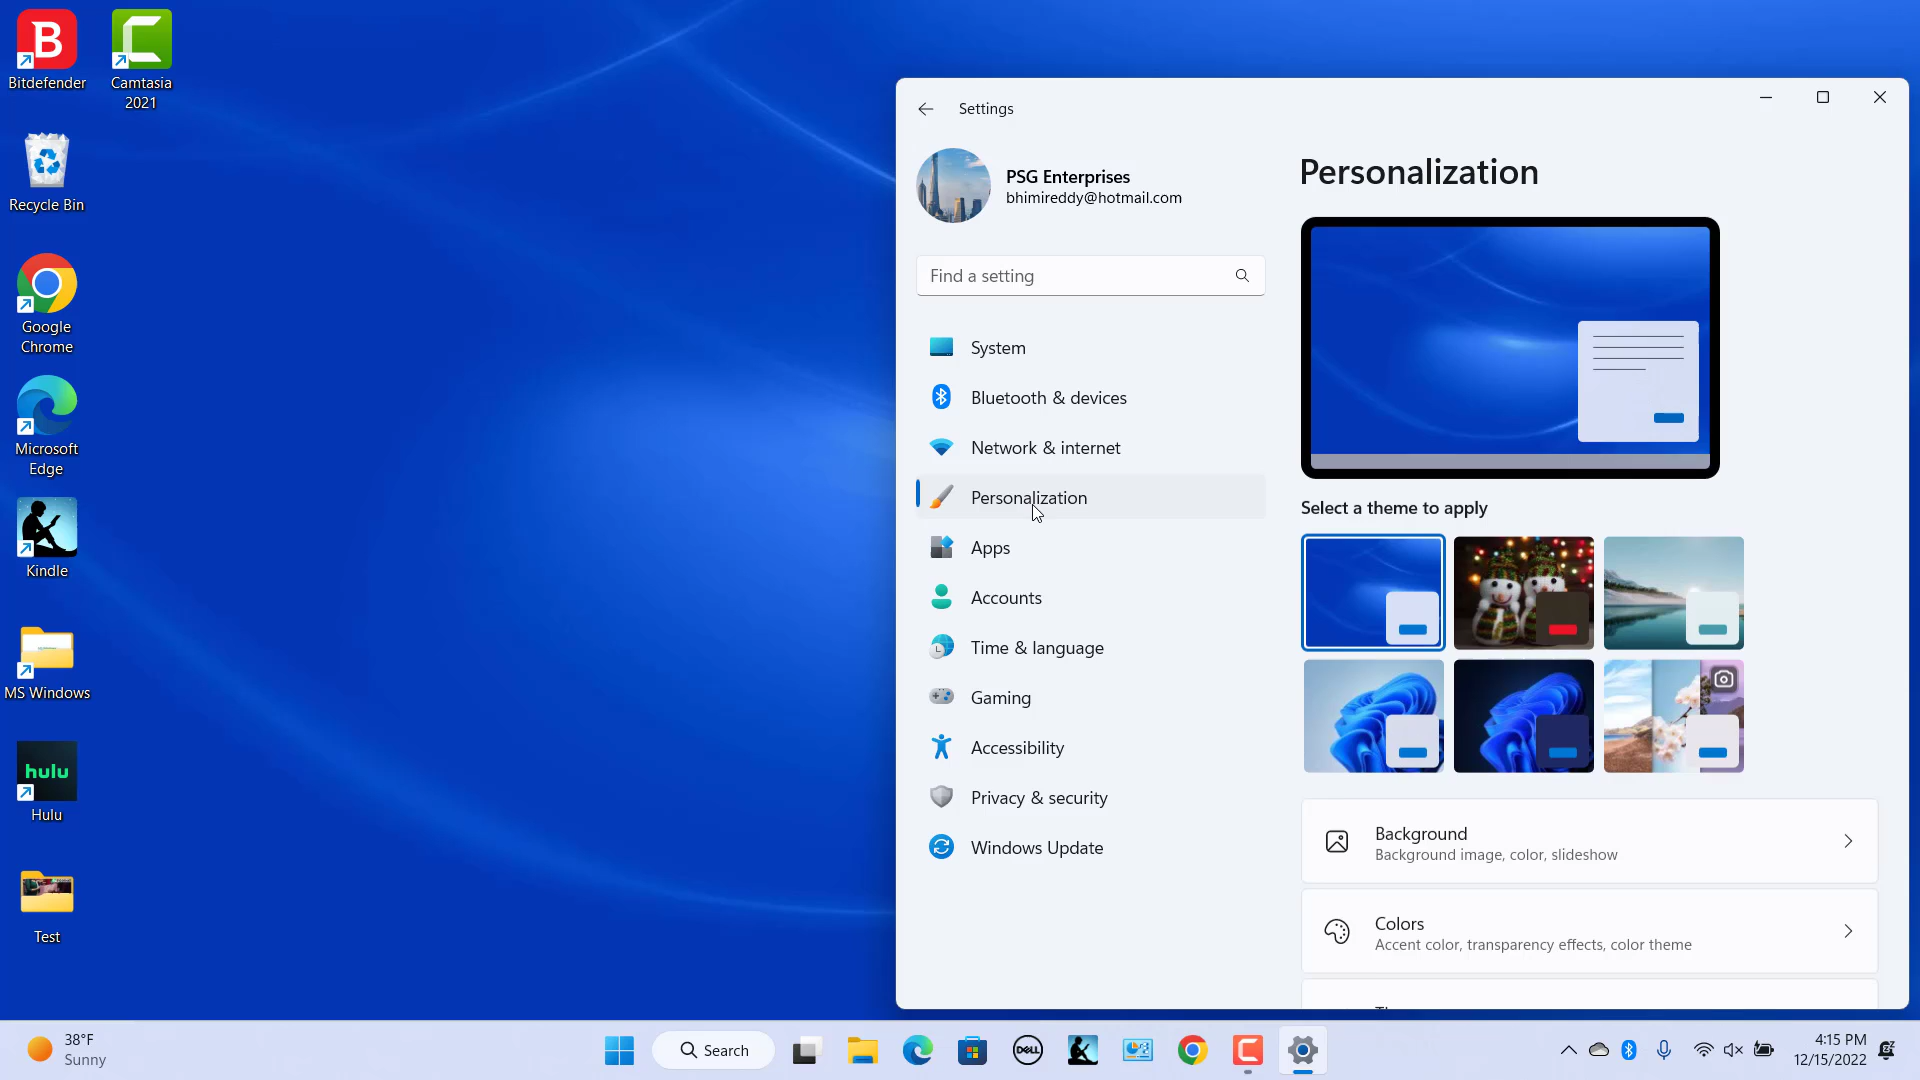 Bitdefender
Camtasia
2021
Recycle Bin
Google
Chrome
Microsoft
Edge
Kindle
MS Windows
hulu
Hulu
Test
Settings
PSG Enterprises
bhimireddy@hotmail.com
Find a setting
System
Bluetooth & devices
Network & internet
Personalization
Apps
Accounts
Time & language
Gaming
Accessibility
Privacy & security
Windows Update
Personalization
Select a theme to apply
Background
Background image, color, slideshow
Colors
Accent color, transparency effects, color theme
38°F
Sunny
Search
DELL
4:15 PM
12/15/2022